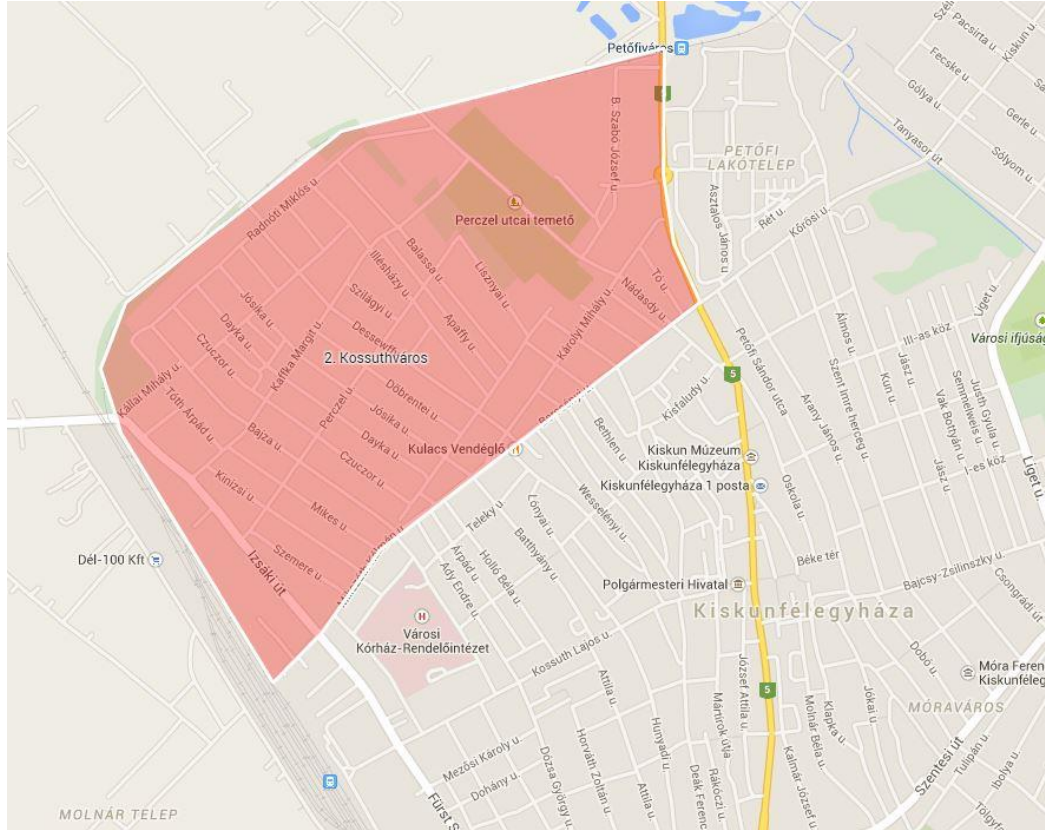 Pacsirta u.
Kiskun u.
Fecske u.
Gólya u.
Gerle u.
Sólyom u.
Tanyasor út
Petőfiváros
B. Szabó József u.
PETŐFI
LAKÓTELEP
Asztalos János u
Rét u.
Kőrösi u.
Radnóti Miklós u.
Perczel utcai temető
Balassa u.
Illésházy u.
Lisznyai u.
Szilágyi u.
Apaffy u.
Tó u.
Nádasdy u.
Károlyi Mihály u.
Jósika u.
Dayka u.
Czuczor u.
Kaffka Margit u.
Dessewffy
2. Kossuthváros
Kállai Mihály u.
Tóth Árpád u.
Bajza u.
Perczel u.
Döbrentei u.
Jósika u.
Dayka u.
Czuczor u.
Kulacs Vendéglő
Kinizsi u.
Mikes u.
Szemere u.
Izsáki út
Liget u.
Városi ifjúság
III-as köz
Álmos u.
Szent Imre herceg u.
Kun u.
Jász u.
Vak Bottyán u.
Semmelweis u.
Justh Gyula u.
I-es köz
Jász u.
Liget u.
5
Petőfi Sándor utca
Arany János u.
Kisfaludy u.
Bethlen u.
Kiskun Múzeum
Kiskunfélegyháza
Kiskunfélegyháza 1 posta
Oskola u.
Wesselényi u.
Lónyai u.
Teleky u.
Batthyány u.
Holló Béla u.
Árpád u.
Ady Endre u.
Dél-100 Kft
H
Városi
Kórház-Rendelőintézet
Béke tér
Bajcsy-Zsilinszky u.
Csongrádi út
Polgármesteri Hivatal
Kiskunfélegyháza
Kossuth Lajos u.
Attila u.
Hunyadi u.
József Attila u.
Mártírok útja
5
Molnár Béla u.
Klapka u.
Jókai u.
Dobó u.
Móra Feren
Kiskunféleg
MÓRAVÁROS
Szentesi út
Tulipán u.
Ibolya u.
Tölgyf
Kalmár József u
Rákóczi u.
Deák Ferenc
Mezősi Károly u.
Dohány u.
Dózsa György u.
Horváth Zoltán u.
Attila u.
Fürst S
MOLNÁR TELEP